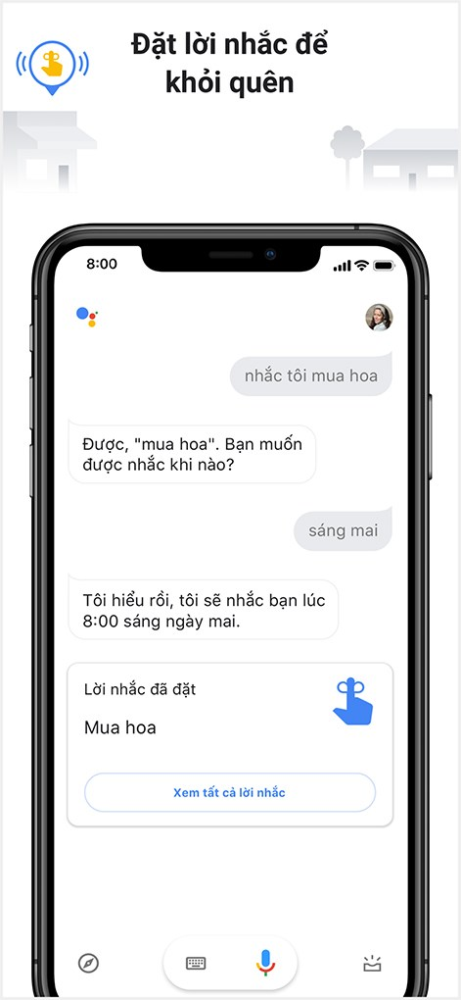 Đặt lời nhắc để
khỏi quên
8:00
nhắc tôi mua hoa
Được, "mua hoa". Bạn muốn
được nhắc khi nào?
sáng mai
Tôi hiểu rồi, tôi sẽ nhắc bạn lúc
8:00 sáng ngày mai.
Lời nhắc đã đặt
Mua hoa
Xem tất cả lời nhắc